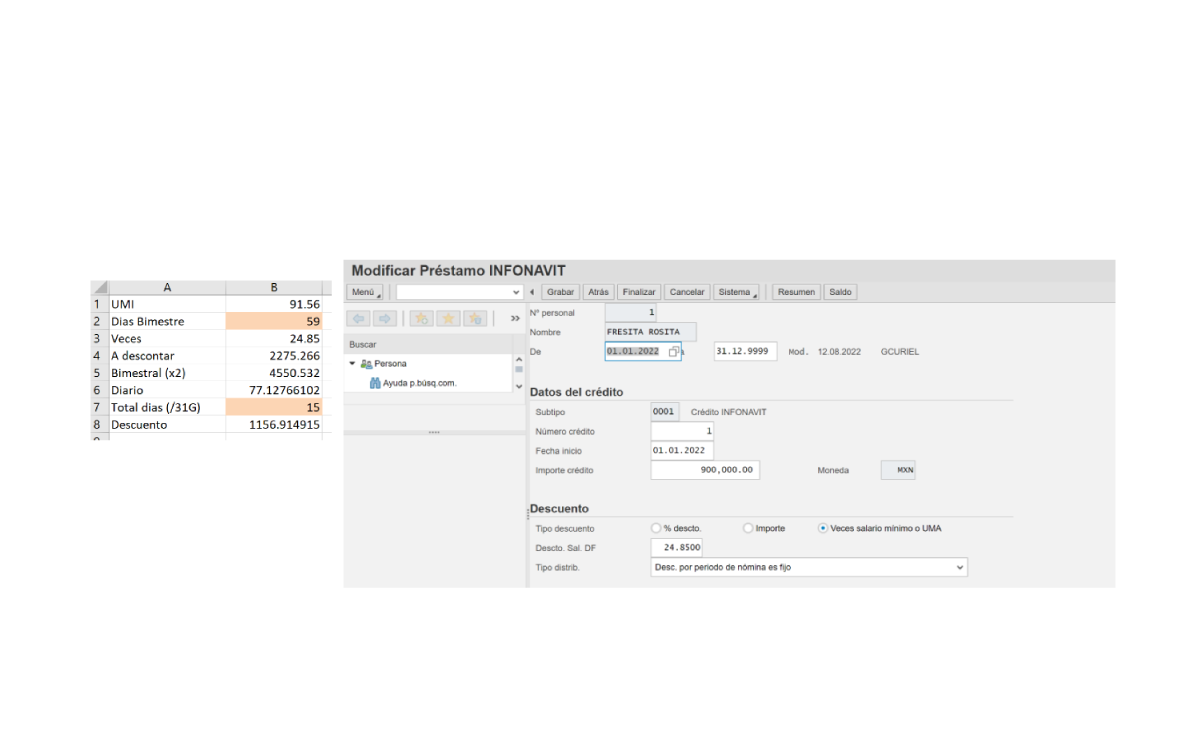 A B
1 UMI 91.56
2 Dias Bimestre 59
3 Veces 24.85
4 A descontar 2275.266
5 Bimestral (x2) 4550.532
6 Diario 77.12766102
7 Total dias (/31G) 15
8 Descuento 1156.914915
Modificar Préstamo INFONAVIT
Menú Grabar Atrás Finalizar Cancelar Sistema Resumen Saldo
Nº personal 1
Nombre FRESITA ROSITA
Buscar
De 01.01.2022 a 31.12.9999 Mod. 12.08.2022 GCURIEL
Persona
Ayuda p.búsq.com.
Datos del crédito
Subtipo 0001 Crédito INFONAVIT
Número crédito 1
Fecha inicio 01.01.2022
Importe crédito 900,000.00 Moneda MXN
Descuento
Tipo descuento % descto. Importe Veces salario mínimo o UMA
Descto. Sal. DF 24.8500
Tipo distrib. Desc. por periodo de nómina es fijo